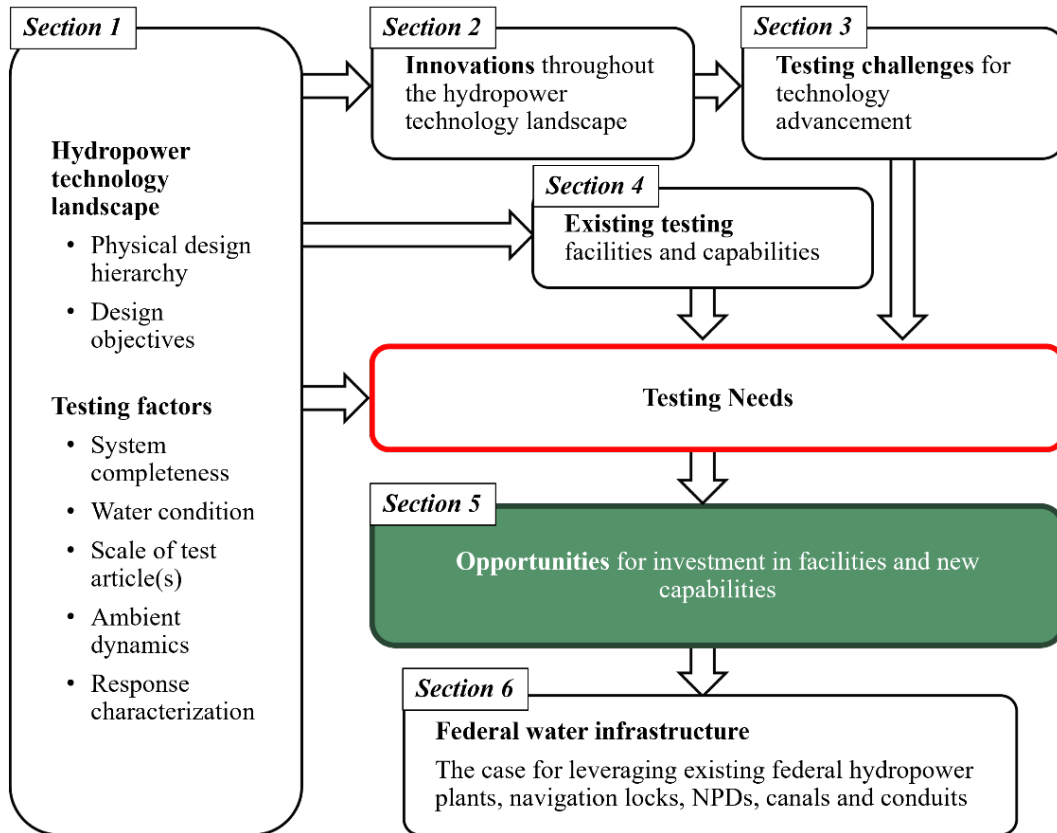 Section 1
Hydropower
technology
landscape
• Physical design
hierarchy
• Design
objectives
Testing factors
• System
completeness
• Water condition
• Scale of test
article(s)
• Ambient
dynamics
• Response
characterization
Section 2
Innovations throughout
the hydropower
technology landscape
Section 3
Testing challenges for
technology
advancement
Section 4
Existing testing
facilities and capabilities
Testing Needs
Section 5
Opportunities for investment in facilities and new
capabilities
Section 6
Federal water infrastructure
The case for leveraging existing federal hydropower
plants, navigation locks, NPDs, canals and conduits